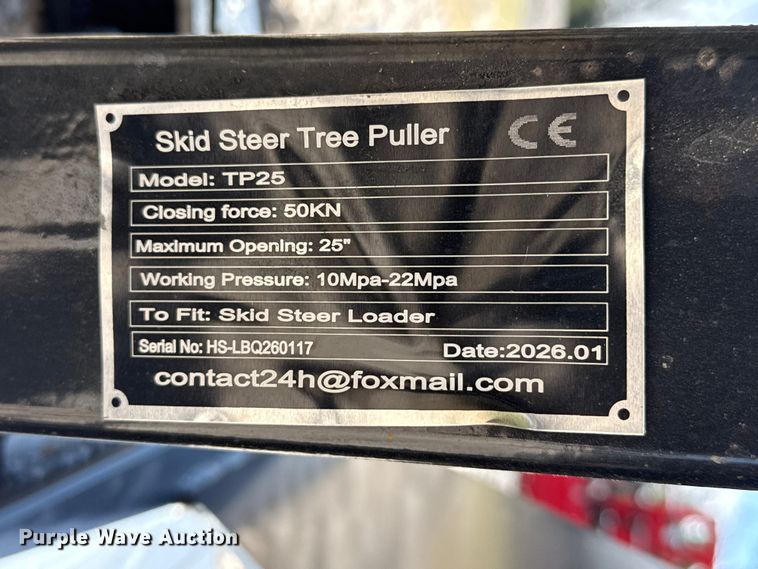 Skid Steer Tree Puller CE
Model: TP25
Closing force: 50KN
Maximum Opening: 25"
Working Pressure: 10Mpa-22Mpa
To Fit: Skid Steer Loader
Serial No: HS-LBQ260117 Date:2026.01
contact24h@foxmail.com
Purple Wave Auction